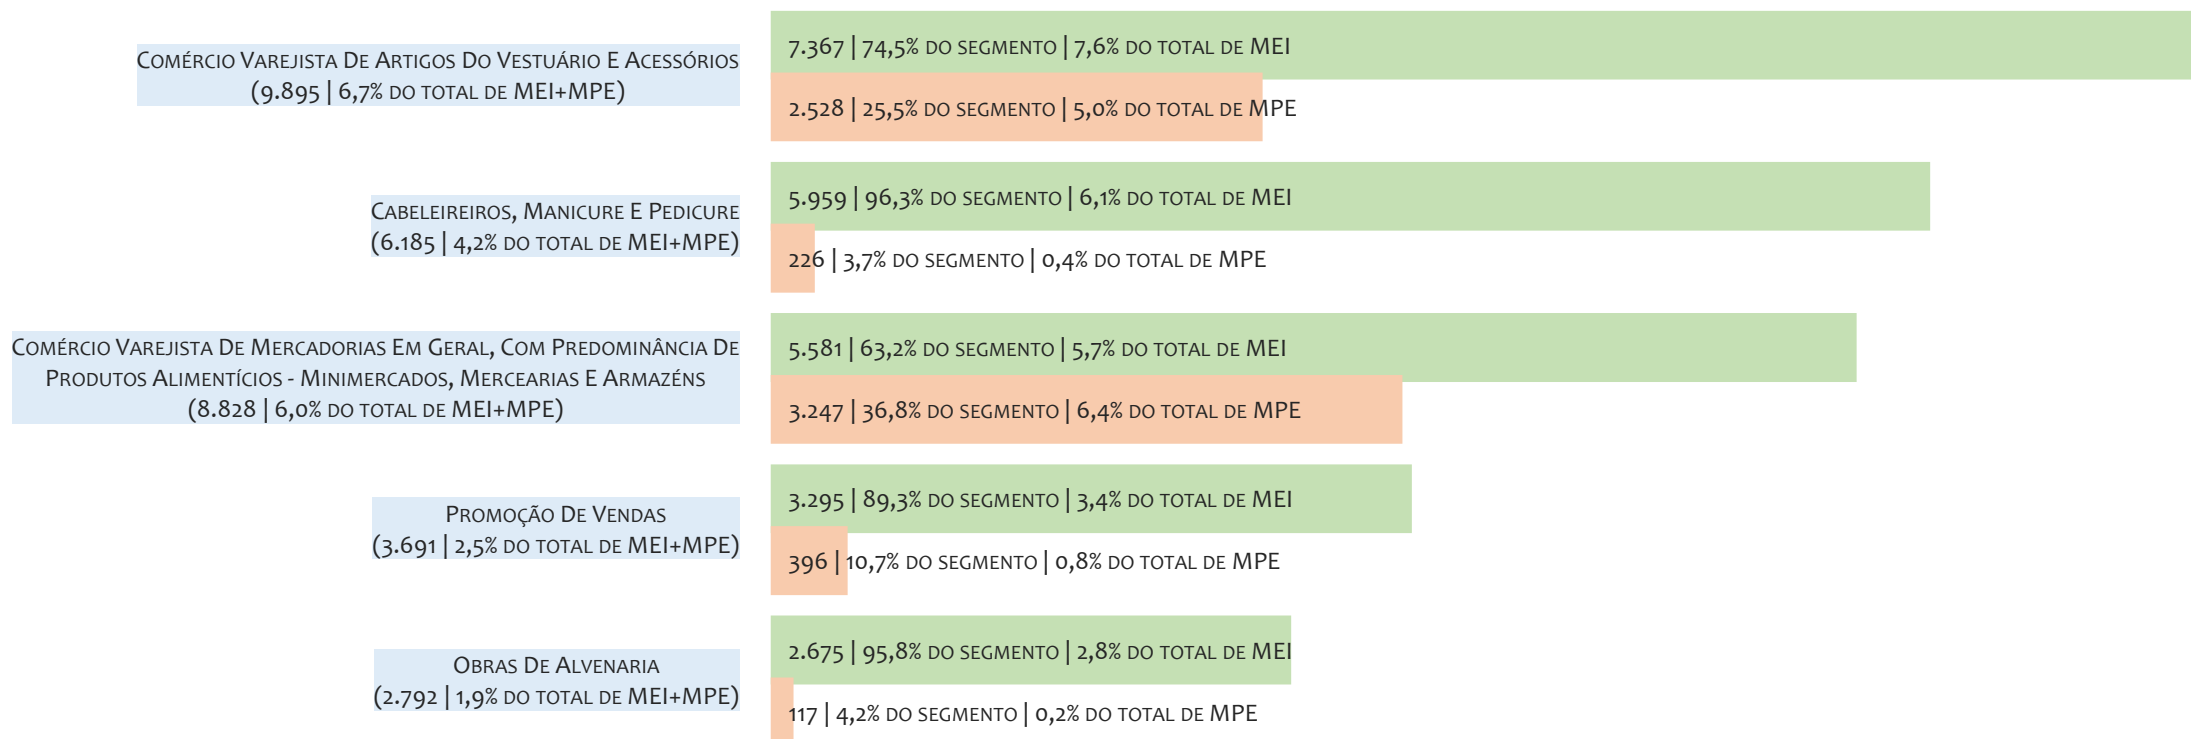 Comércio Varejista De Artigos Do Vestuário E Acessórios
(9.895 | 6,7% do total de MEI+MPE)
7.367 | 74,5% do segmento | 7,6% do total de MEI
2.528 | 25,5% do segmento | 5,0% do total de MPE
Cabeleireiros, Manicure E Pedicure
(6.185 | 4,2% do total de MEI+MPE)
5.959 | 96,3% do segmento | 6,1% do total de MEI
226 | 3,7% do segmento | 0,4% do total de MPE
Comércio Varejista De Mercadorias Em Geral, Com Predominância De
Produtos Alimentícios - Minimercados, Mercearias E Armazéns
(8.828 | 6,0% do total de MEI+MPE)
5.581 | 63,2% do segmento | 5,7% do total de MEI
3.247 | 36,8% do segmento | 6,4% do total de MPE
Promoção De Vendas
(3.691 | 2,5% do total de MEI+MPE)
3.295 | 89,3% do segmento | 3,4% do total de MEI
396 | 10,7% do segmento | 0,8% do total de MPE
Obras De Alvenaria
(2.792 | 1,9% do total de MEI+MPE)
2.675 | 95,8% do segmento | 2,8% do total de MEI
117 | 4,2% do segmento | 0,2% do total de MPE